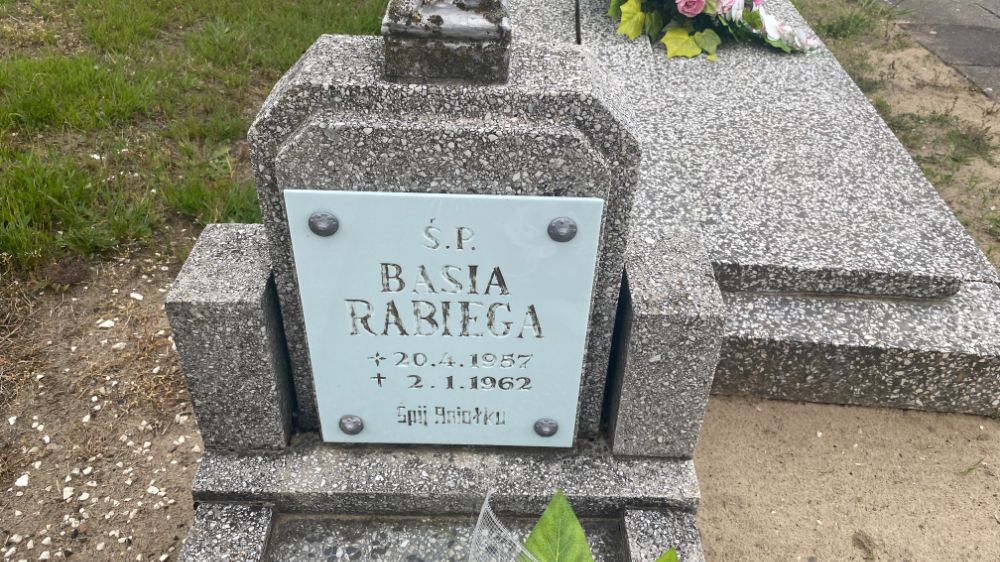 Ś.P.
BASIA
RABIEGA
✶ 20.4.1957
✝ 2.1.1962
Śpij Aniołku